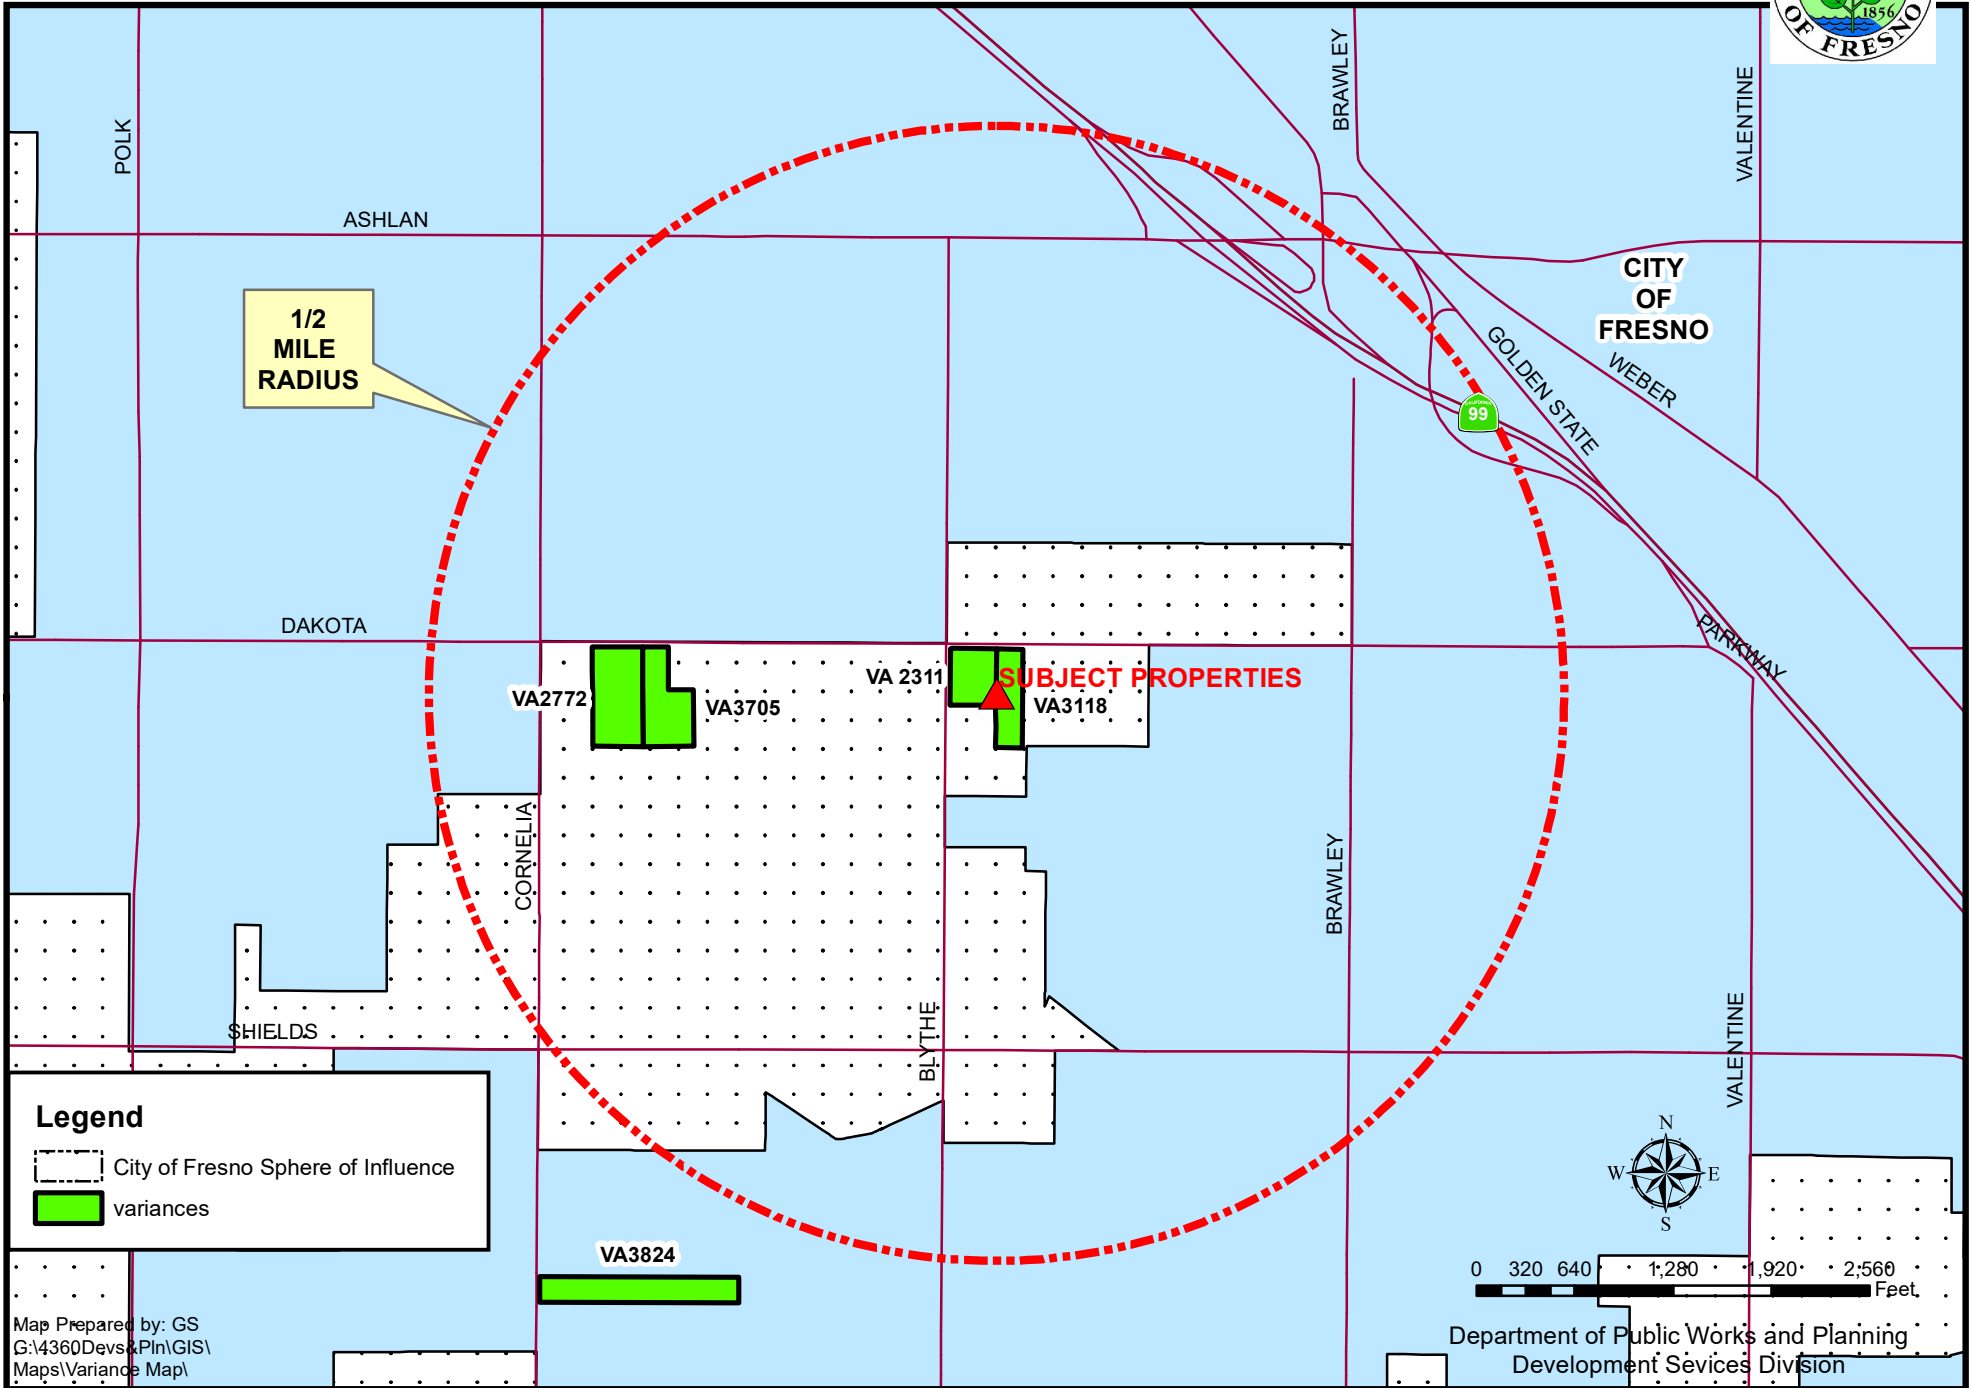 1856
OF FRESNO
BRAWLEY
VALENTINE
POLK
ASHLAN
CITY
OF
FRESNO
1/2
MILE
RADIUS
GOLDEN STATE
WEBER
CALIFORNIA
99
DAKOTA
PARKWAY
VA2772
VA3705
VA 2311
SUBJECT PROPERTIES
VA3118
CORNELIA
BRAWLEY
BLYTHE
VALENTINE
SHIELDS
Legend
City of Fresno Sphere of Influence
variances
N
W E
S
VA3824
0 320 640 1,280 1,920 2,560
Feet
Map Prepared by: GS
G:\4360Devs&Pln\GIS\
Maps\Variance Map\
Department of Public Works and Planning
Development Sevices Division